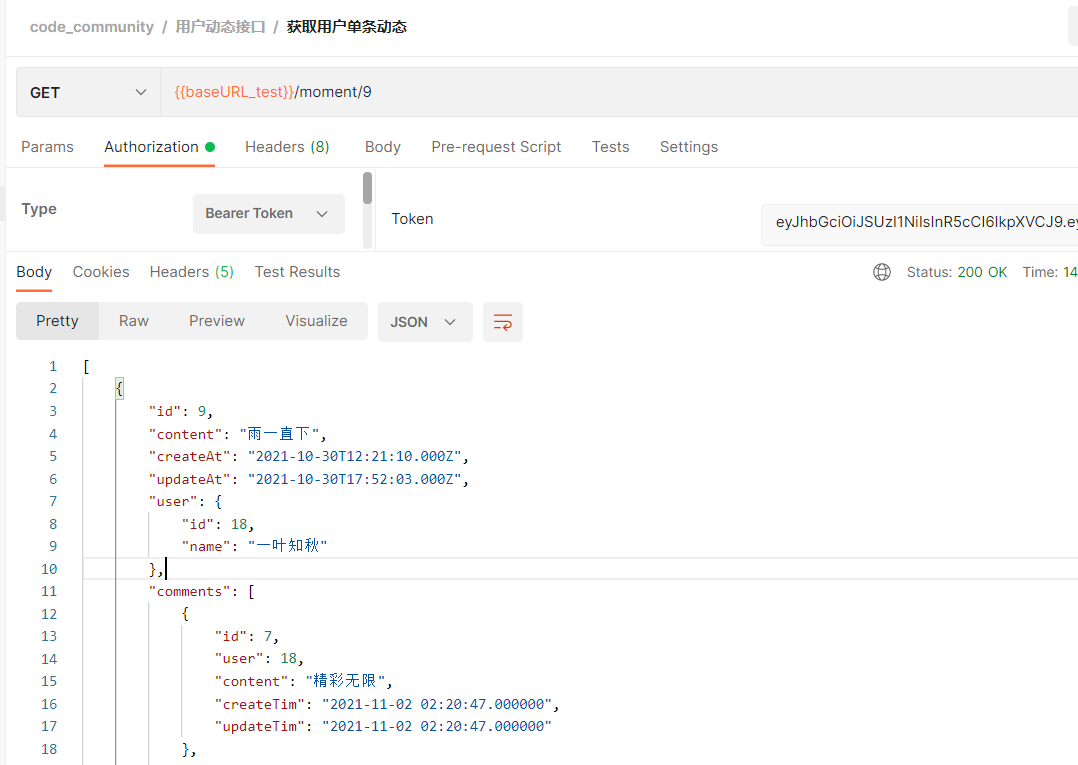 code_community / 用户动态接口 / 获取用户单条动态
GET {{baseURL_test}}/moment/9
Params Authorization Headers (8) Body Pre-request Script Tests Settings
Type Bearer Token Token eyJhbGciOiJSUzI1NiIsInR5cCI6IkpXVCJ9.ey
Body Cookies Headers (5) Test Results Status: 200 OK Time: 14
Pretty Raw Preview Visualize JSON
1 [
2 {
3 "id": 9,
4 "content": "雨一直下",
5 "createAt": "2021-10-30T12:21:10.000Z",
6 "updateAt": "2021-10-30T17:52:03.000Z",
7 "user": {
8 "id": 18,
9 "name": "一叶知秋"
10 },
11 "comments": [
12 {
13 "id": 7,
14 "user": 18,
15 "content": "精彩无限",
16 "createTim": "2021-11-02 02:20:47.000000",
17 "updateTim": "2021-11-02 02:20:47.000000"
18 },